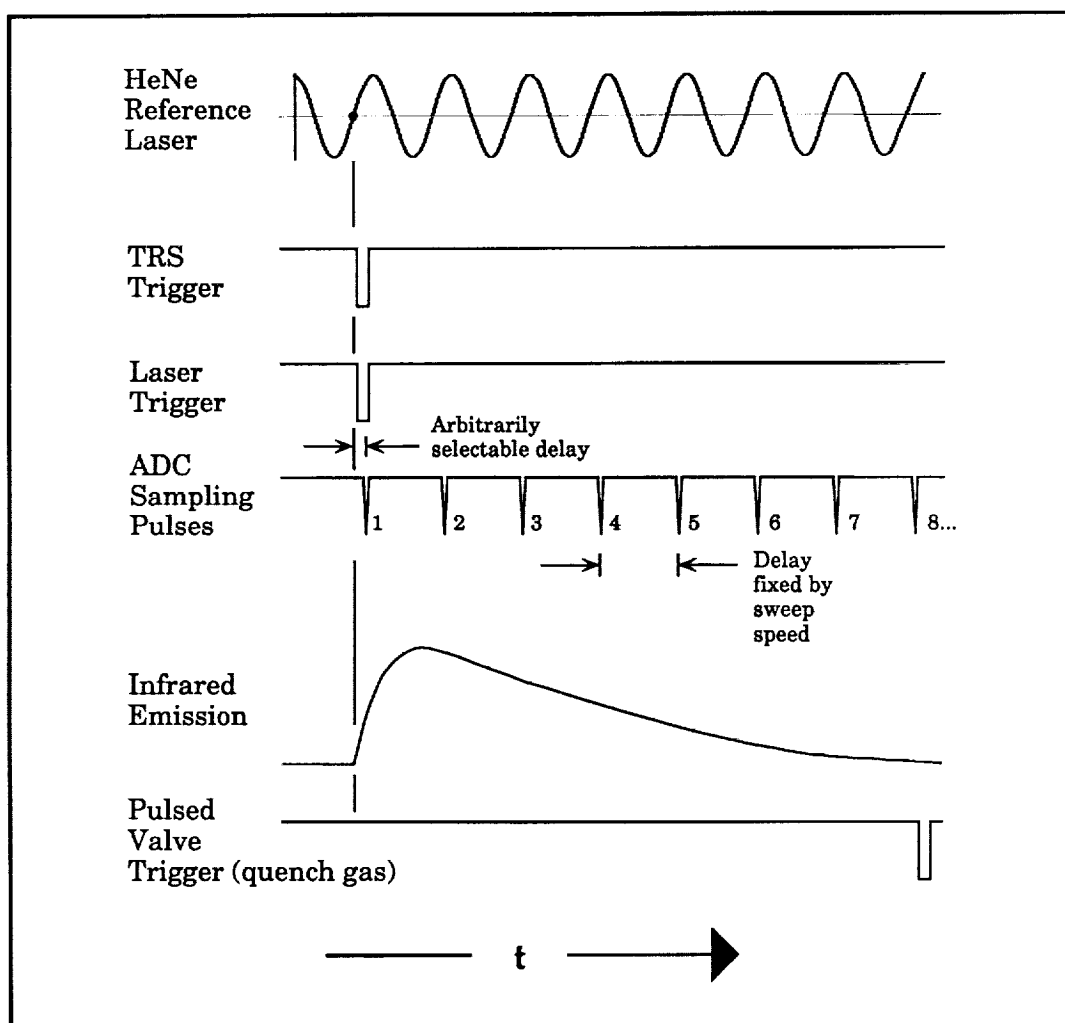 HeNe
Reference
Laser
TRS
Trigger
Laser
Trigger
Arbitrarily
selectable delay
ADC
Sampling
Pulses
1 2 3 4 5 6 7 8...
Delay
fixed by
sweep
speed
Infrared
Emission
Pulsed
Valve
Trigger (quench gas)
t